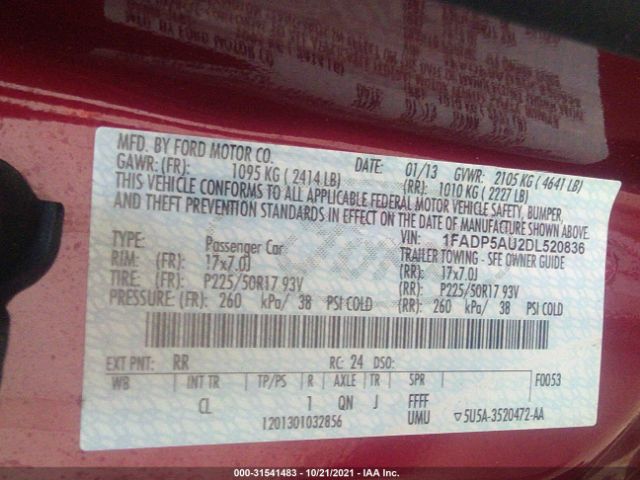 MFD. BY FORD MOTOR CO.
DATE: 01/13 GVWR: 2105 KG ( 4641 LB)
GAWR: (FR): 1095 KG ( 2414 LB) (RR): 1010 KG ( 2227 LB)
THIS VEHICLE CONFORMS TO ALL APPLICABLE FEDERAL MOTOR VEHICLE SAFETY, BUMPER,
AND THEFT PREVENTION STANDARDS IN EFFECT ON THE DATE OF MANUFACTURE SHOWN ABOVE.
VIN: 1FADP5AU2DL520836
TYPE: Passenger Car TRAILER TOWING - SEE OWNER GUIDE
RIM: (FR): 17x7.0J (RR): 17x7.0J
TIRE: (FR): P225/50R17 93V (RR): P225/50R17 93V
PRESSURE: (FR): 260 kPa/ 38 PSI COLD (RR): 260 kPa/ 38 PSI COLD
EXT PNT: RR RC: 24 DSO:
WB INT TR TP/PS R AXLE TR SPR F0053
CL 1 QN J FFFF
1201301032856 UMU ▽5U5A-3520472-AA
000-31541483 - 10/21/2021 - IAA Inc.